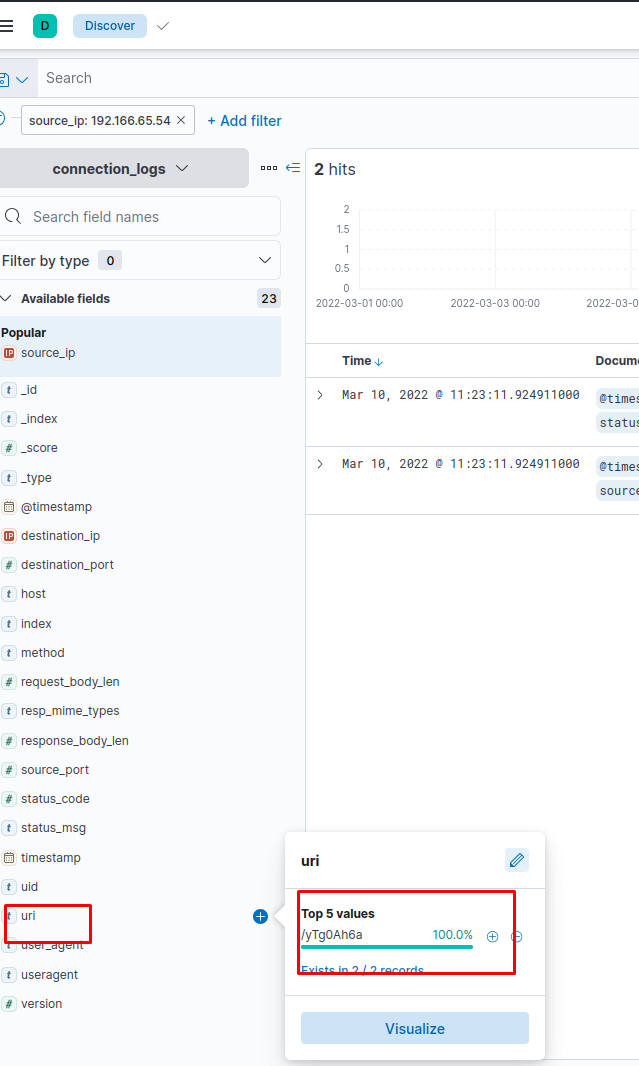 D Discover
Search
source_ip: 192.166.65.54 × + Add filter
connection_logs
2 hits
Search field names
Filter by type 0
Available fields 23
2
1.5
1
0.5
0
2022-03-01 00:00 2022-03-03 00:00 2022-03-0
Popular
IP source_ip
t _id
t _index
# _score
t _type
@timestamp
IP destination_ip
# destination_port
t host
t index
t method
# request_body_len
t resp_mime_types
# response_body_len
# source_port
# status_code
t status_msg
timestamp
t uid
t uri
t user_agent
t useragent
t version
Time Docume
Mar 10, 2022 @ 11:23:11.924911000 @times
status
Mar 10, 2022 @ 11:23:11.924911000 @times
source
uri
Top 5 values
/yTg0Ah6a 100.0%
Exists in 2 / 2 records
Visualize